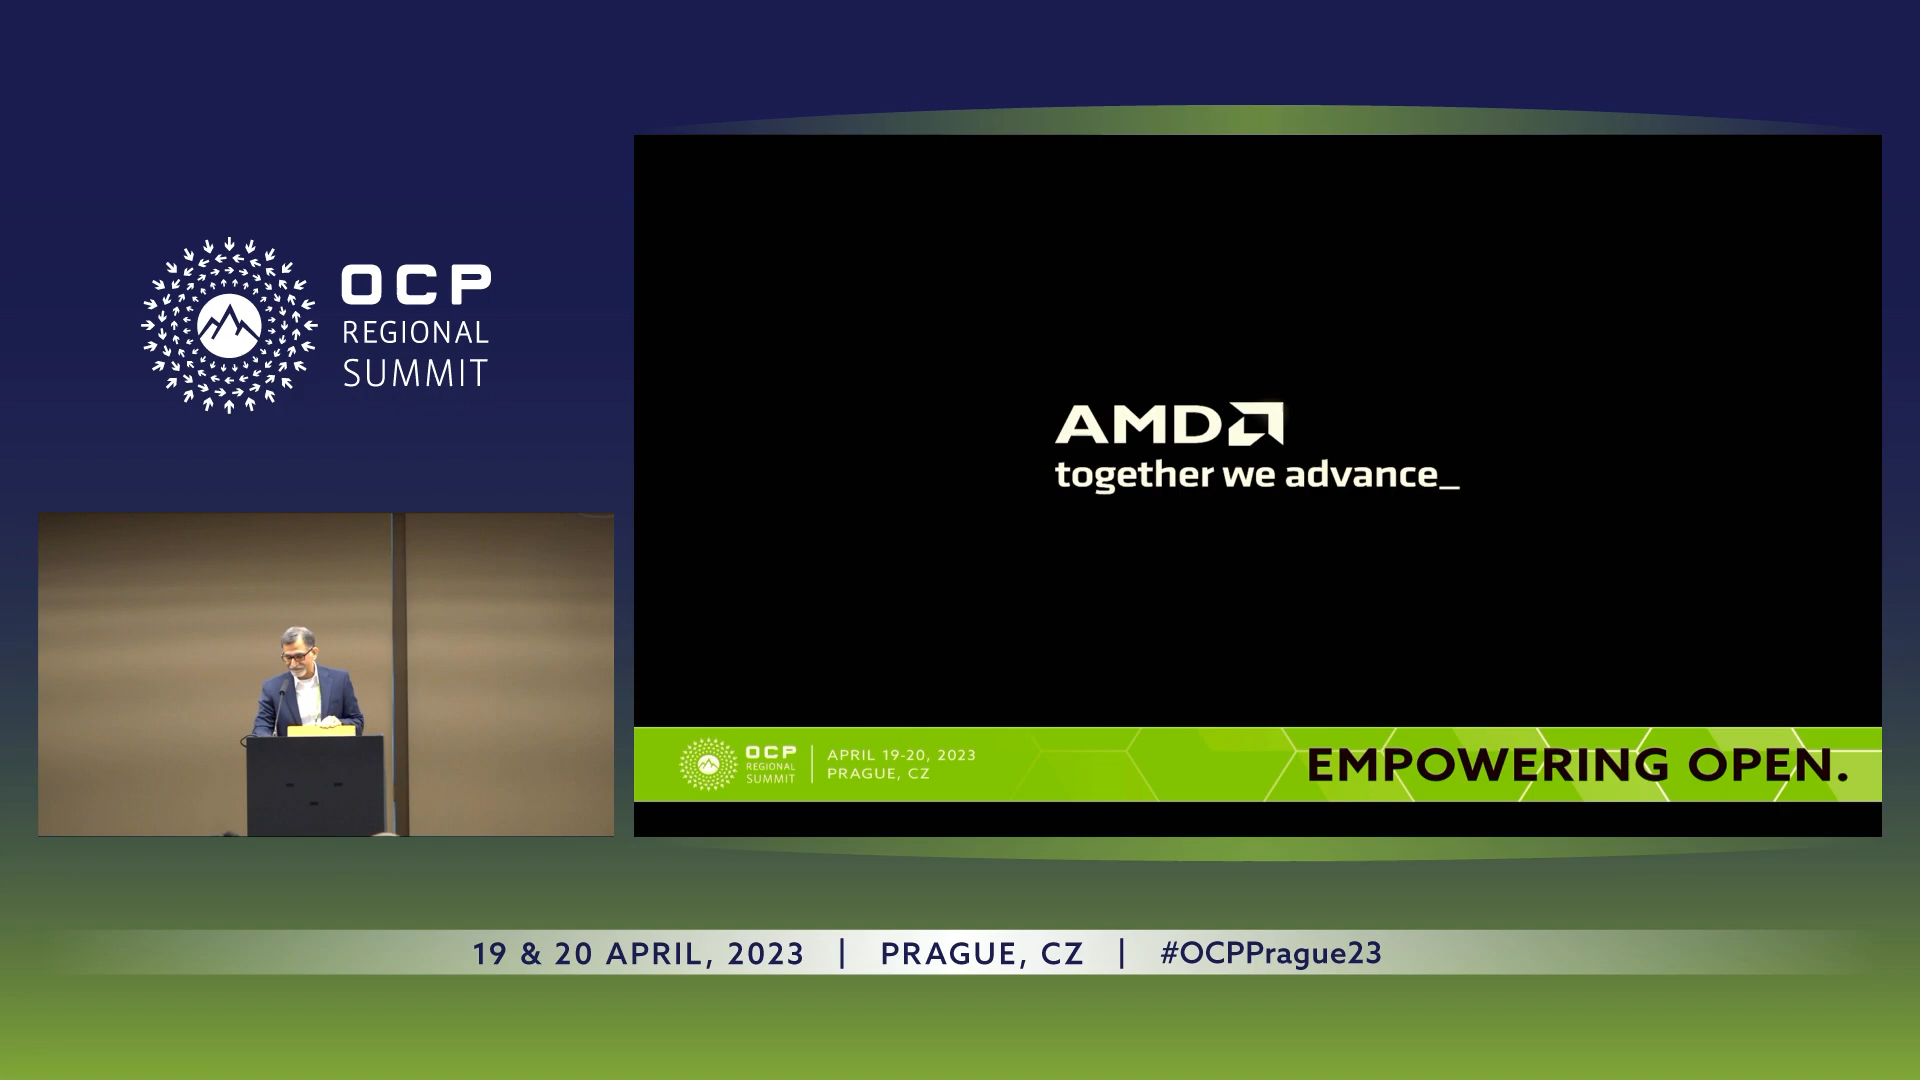 OCP
REGIONAL
SUMMIT
AMD
together we advance_
OCP
REGIONAL
SUMMIT
APRIL 19-20, 2023
PRAGUE, CZ
EMPOWERING OPEN.
19 & 20 APRIL, 2023 | PRAGUE, CZ | #OCPPrague23